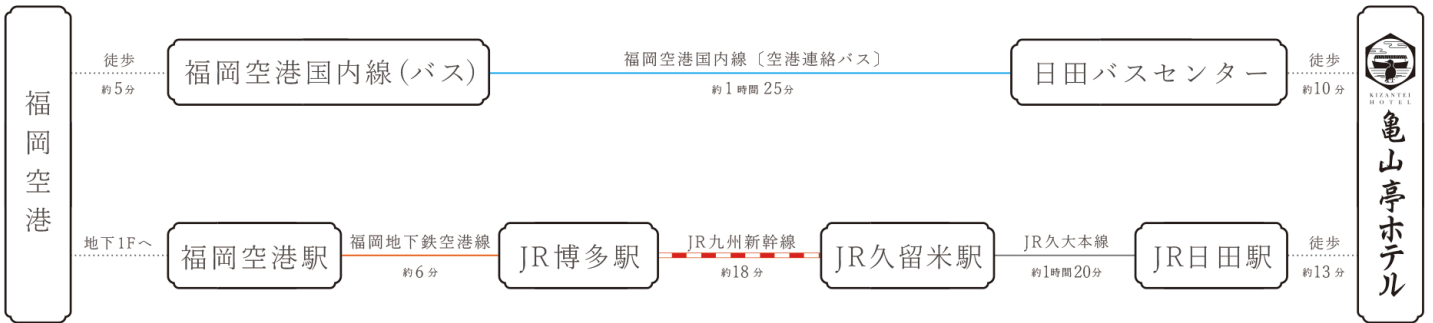 福岡空港
徒歩
約5分
福岡空港国内線(バス)
福岡空港国内線〔空港連絡バス〕
約1時間25分
日田バスセンター
徒歩
約10分
KIZANTEI
HOTEL
亀山亭ホテル
地下1Fへ
福岡空港駅
福岡地下鉄空港線
約6分
JR博多駅
JR九州新幹線
約18分
JR久留米駅
JR久大本線
約1時間20分
JR日田駅
徒歩
約13分